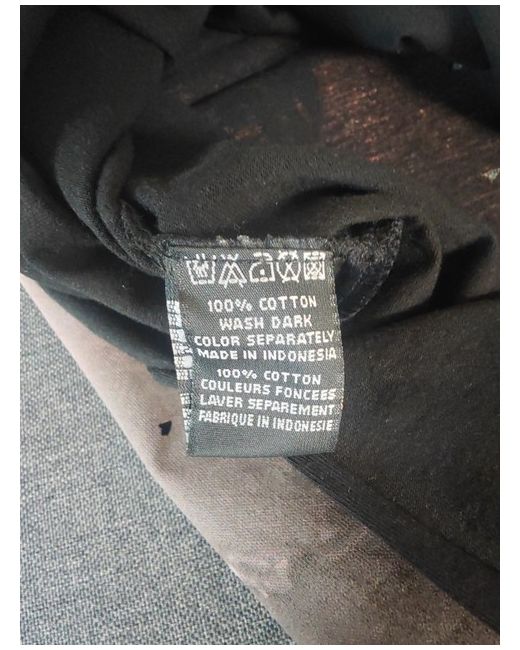 100% COTTON
WASH DARK
COLOR SEPARATELY
MADE IN INDONESIA
100% COTTON
COULEURS FONCEES
LAVER SEPAREMENT
FABRIQUE IN INDONESIE